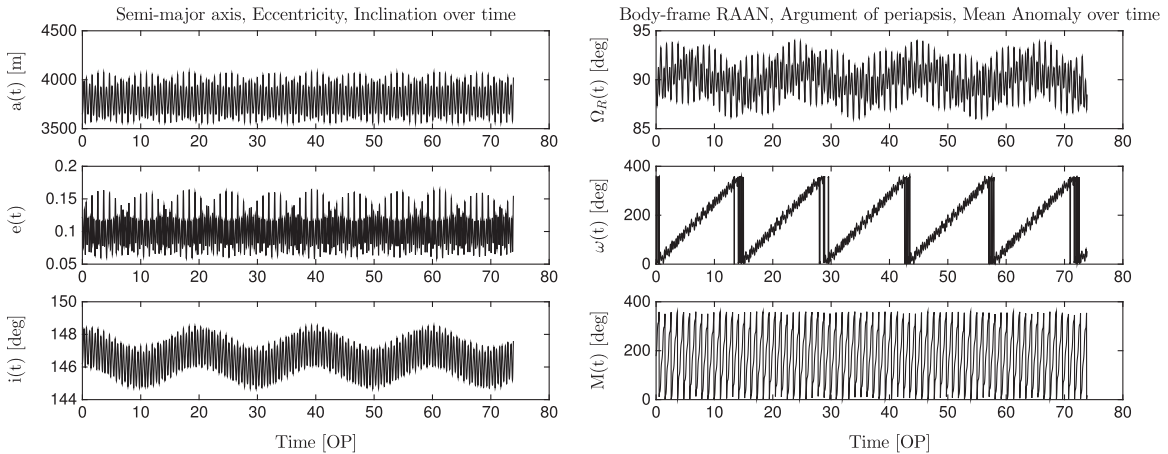 Semi-major axis, Eccentricity, Inclination over time
4500
4000
3500
a(t) [m]
0 10 20 30 40 50 60 70 80
0.2
0.15
0.1
0.05
e(t)
0 10 20 30 40 50 60 70 80
150
148
146
144
i(t) [deg]
0 10 20 30 40 50 60 70 80
Time [OP]
Body-frame RAAN, Argument of periapsis, Mean Anomaly over time
95
90
85
Ω_R(t) [deg]
0 10 20 30 40 50 60 70 80
400
200
0
ω(t) [deg]
0 10 20 30 40 50 60 70 80
400
200
0
M(t) [deg]
0 10 20 30 40 50 60 70 80
Time [OP]